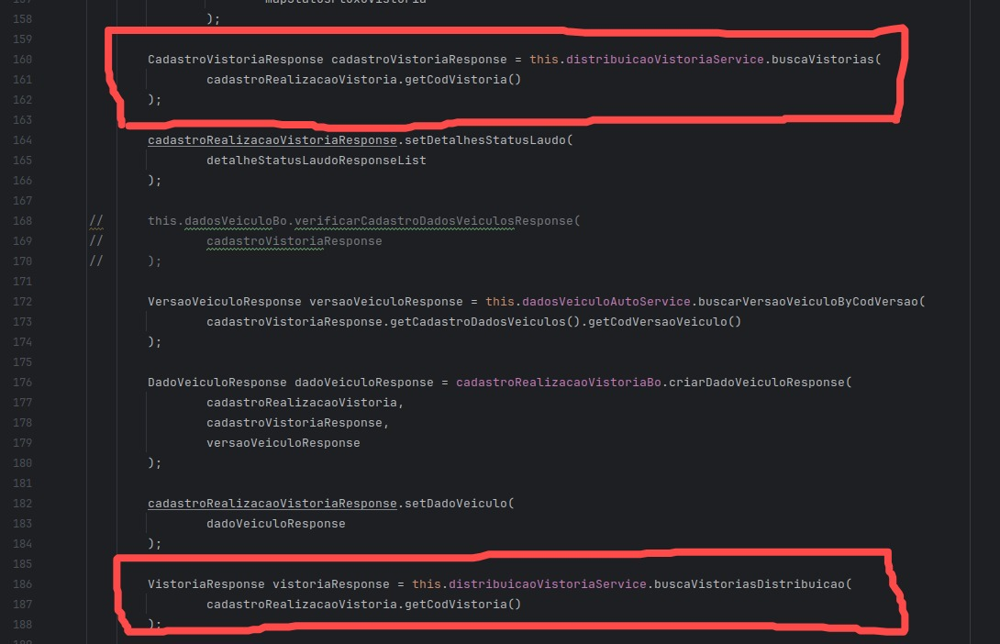 157 mapStatusFluxoVistoria
158 );
159
160 CadastroVistoriaResponse cadastroVistoriaResponse = this.distribuicaoVistoriaService.buscaVistorias(
161 cadastroRealizacaoVistoria.getCodVistoria()
162 );
163
164 cadastroRealizacaoVistoriaResponse.setDetalhesStatusLaudo(
165 detalheStatusLaudoResponseList
166 );
167
168 // this.dadosVeiculoBo.verificarCadastroDadosVeiculosResponse(
169 // cadastroVistoriaResponse
170 // );
171
172 VersaoVeiculoResponse versaoVeiculoResponse = this.dadosVeiculoAutoService.buscarVersaoVeiculoByCodVersao(
173 cadastroVistoriaResponse.getCadastroDadosVeiculos().getCodVersaoVeiculo()
174 );
175
176 DadoVeiculoResponse dadoVeiculoResponse = cadastroRealizacaoVistoriaBo.criarDadoVeiculoResponse(
177 cadastroRealizacaoVistoria,
178 cadastroVistoriaResponse,
179 versaoVeiculoResponse
180 );
181
182 cadastroRealizacaoVistoriaResponse.setDadoVeiculo(
183 dadoVeiculoResponse
184 );
185
186 VistoriaResponse vistoriaResponse = this.distribuicaoVistoriaService.buscaVistoriasDistribuicao(
187 cadastroRealizacaoVistoria.getCodVistoria()
188 );